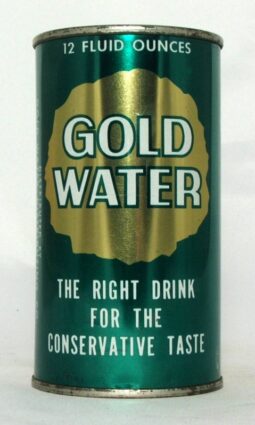 12 FLUID OUNCES
GOLD
WATER
THE RIGHT DRINK
FOR THE
CONSERVATIVE TASTE